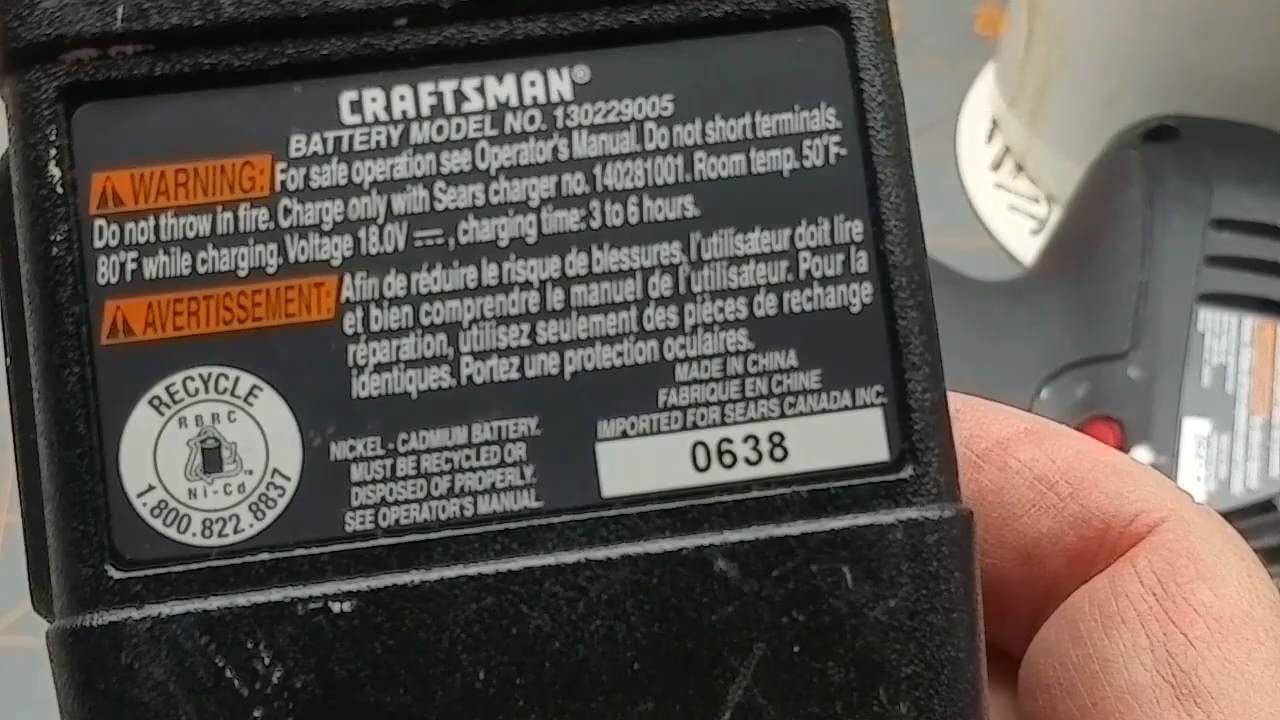 CRAFTSMAN®
BATTERY MODEL NO. 130229005
⚠WARNING: For safe operation see Operator's Manual. Do not short terminals.
Do not throw in fire. Charge only with Sears charger no. 140281001. Room temp. 50°F-
80°F while charging. Voltage 18.0V ⎓, charging time: 3 to 6 hours.
⚠AVERTISSEMENT: Afin de réduire le risque de blessures, l'utilisateur doit lire
et bien comprendre le manuel de l'utilisateur. Pour la
réparation, utilisez seulement des pièces de rechange
identiques. Portez une protection oculaires.
MADE IN CHINA
FABRIQUE EN CHINE
IMPORTED FOR SEARS CANADA INC.
0638
NICKEL - CADMIUM BATTERY.
MUST BE RECYCLED OR
DISPOSED OF PROPERLY.
SEE OPERATOR'S MANUAL.
RECYCLE
RBRC
TM
Ni-Cd
1.800.822.8837